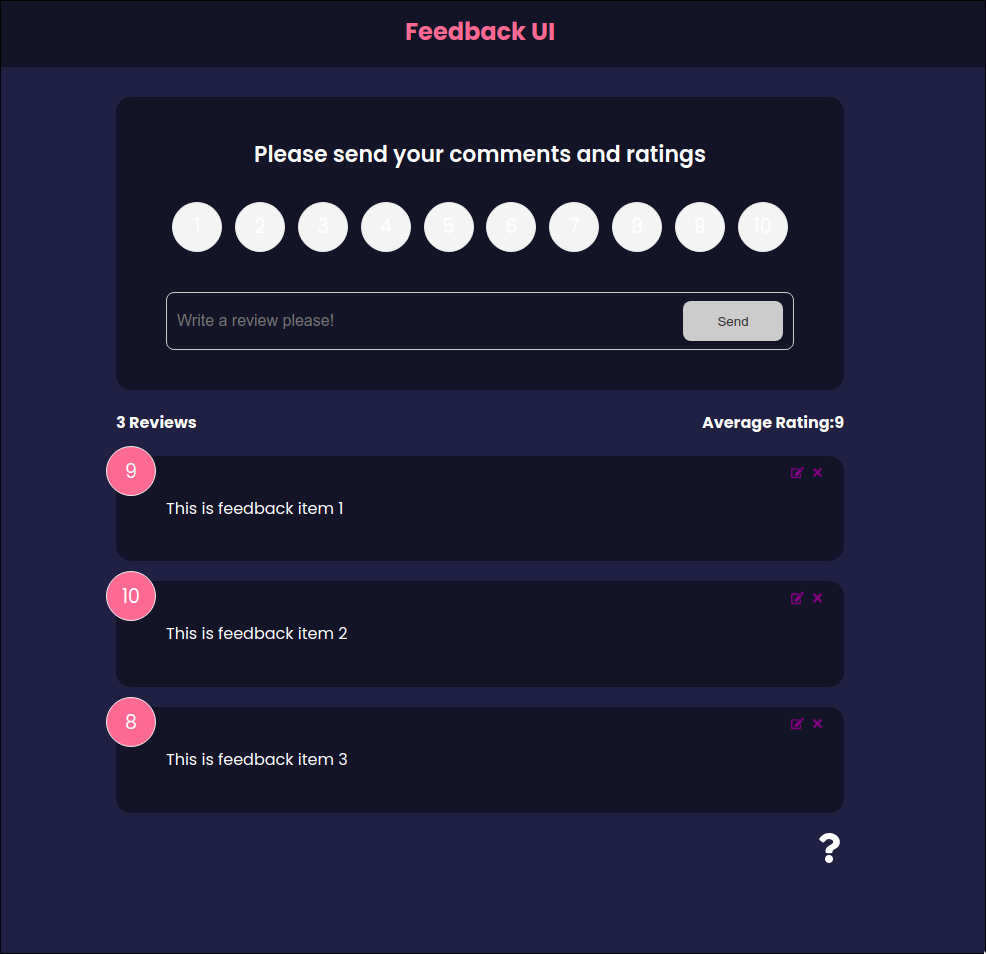 Feedback UI
Please send your comments and ratings
1 2 3 4 5 6 7 8 9 10
Write a review please!
Send
3 Reviews
Average Rating:9
9
This is feedback item 1
10
This is feedback item 2
8
This is feedback item 3
?